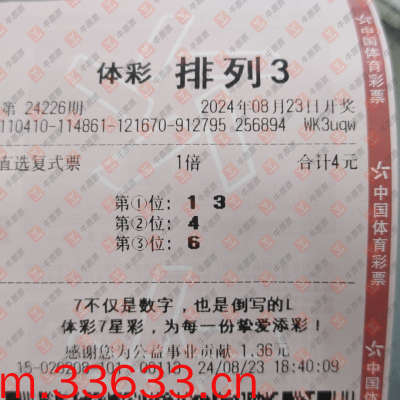 体彩 排列3
第 24226期 2024年08月23日开奖
110410-114861-121670-912795 256894 WK3uqw
直选复式票 1倍 合计4元
第①位: 1 3
第②位: 4
第③位: 6
7不仅是数字，也是倒写的L
体彩7星彩，为每一份挚爱添彩！
感谢您为公益事业贡献 1.36元
24/08/23 18:40:09
m.33633.cn
中国体育彩票
中国体育彩票